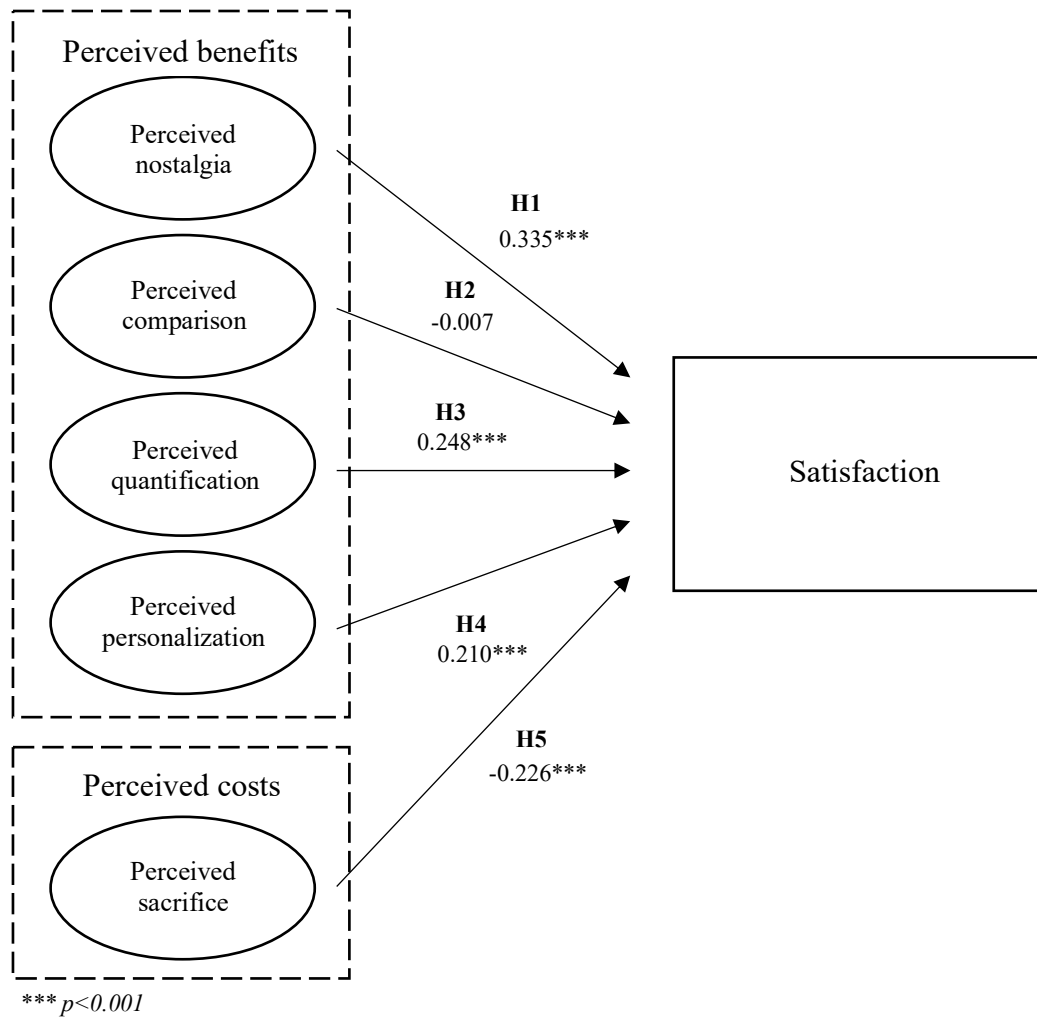 Perceived benefits
Perceived
nostalgia
H1
0.335***
Perceived
comparison
H2
-0.007
Perceived
quantification
H3
0.248***
Satisfaction
Perceived
personalization
H4
0.210***
H5
-0.226***
Perceived costs
Perceived
sacrifice
*** p<0.001